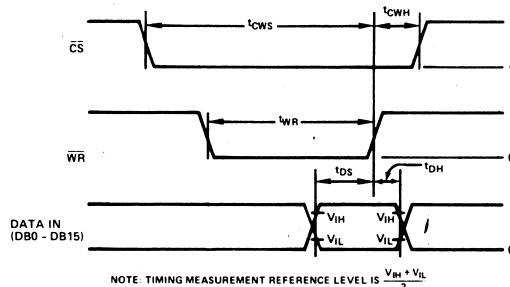 tCWS
tCWH
CS
tWR
WR
tDS
tDH
VIH
VIH
DATA IN
(DB0 - DB15)
VIL
VIL
NOTE: TIMING MEASUREMENT REFERENCE LEVEL IS VIH + VIL